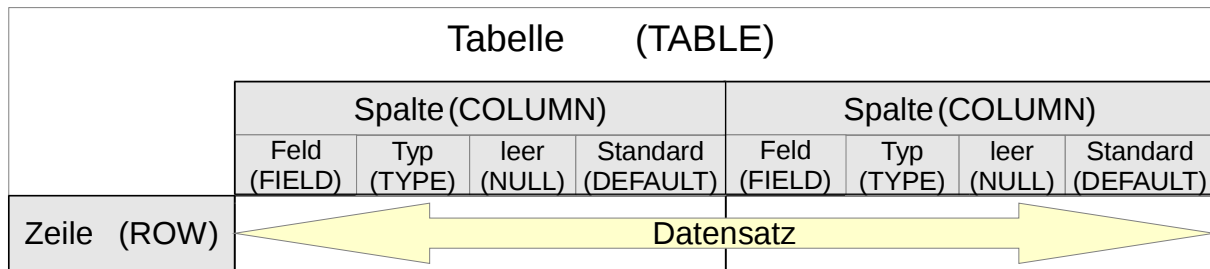 Tabelle (TABLE)
Spalte (COLUMN) Spalte (COLUMN)
Feld Typ leer Standard Feld Typ leer Standard
(FIELD) (TYPE) (NULL) (DEFAULT) (FIELD) (TYPE) (NULL) (DEFAULT)
Zeile (ROW) Datensatz